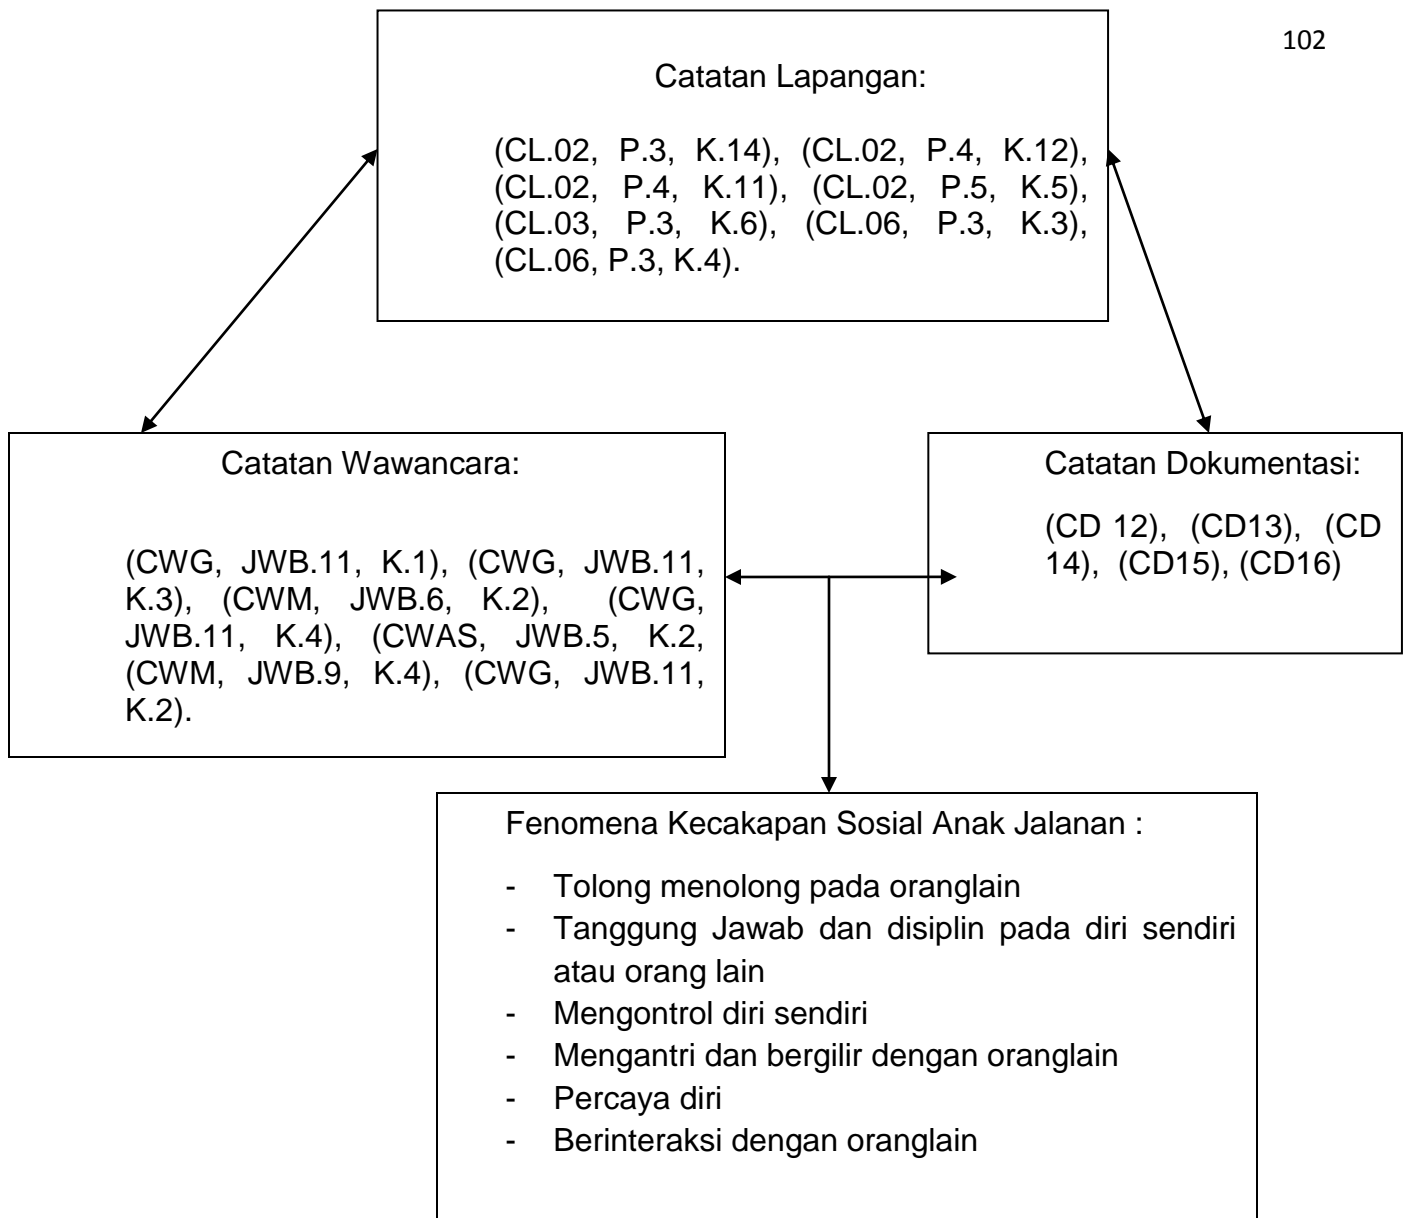 102
Catatan Lapangan:
(CL.02, P.3, K.14), (CL.02, P.4, K.12),
(CL.02, P.4, K.11), (CL.02, P.5, K.5),
(CL.03, P.3, K.6), (CL.06, P.3, K.3),
(CL.06, P.3, K.4).
Catatan Wawancara:
(CWG, JWB.11, K.1), (CWG, JWB.11,
K.3), (CWM, JWB.6, K.2), (CWG,
JWB.11, K.4), (CWAS, JWB.5, K.2,
(CWM, JWB.9, K.4), (CWG, JWB.11,
K.2).
Catatan Dokumentasi:
(CD 12), (CD13), (CD
14), (CD15), (CD16)
Fenomena Kecakapan Sosial Anak Jalanan :
- Tolong menolong pada oranglain
- Tanggung Jawab dan disiplin pada diri sendiri
atau orang lain
- Mengontrol diri sendiri
- Mengantri dan bergilir dengan oranglain
- Percaya diri
- Berinteraksi dengan oranglain